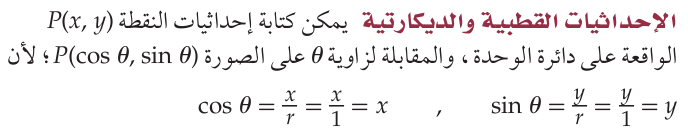 الإحداثيات القطبية والديكارتية يمكن كتابة إحداثيات النقطة P(x, y)
الواقعة على دائرة الوحدة، والمقابلة لزاوية θ على الصورة P(cos θ, sin θ)؛ لأن
cos θ = x/r = x/1 = x , sin θ = y/r = y/1 = y